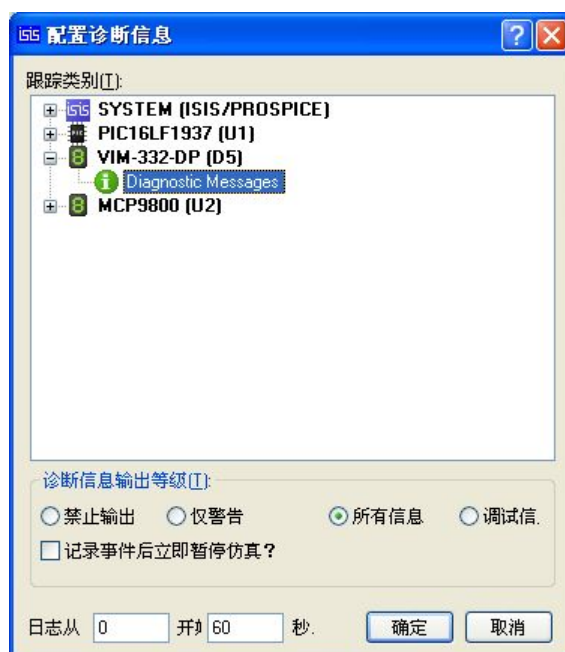 isis 配置诊断信息
跟踪类别(T):
isis SYSTEM (ISIS/PROSPICE)
PIC16LF1937 (U1)
VIM-332-DP (D5)
Diagnostic Messages
MCP9800 (U2)
诊断信息输出等级(T):
禁止输出 仅警告 所有信息 调试信.
记录事件后立即暂停仿真?
日志从 0 开 60 秒. 确定 取消